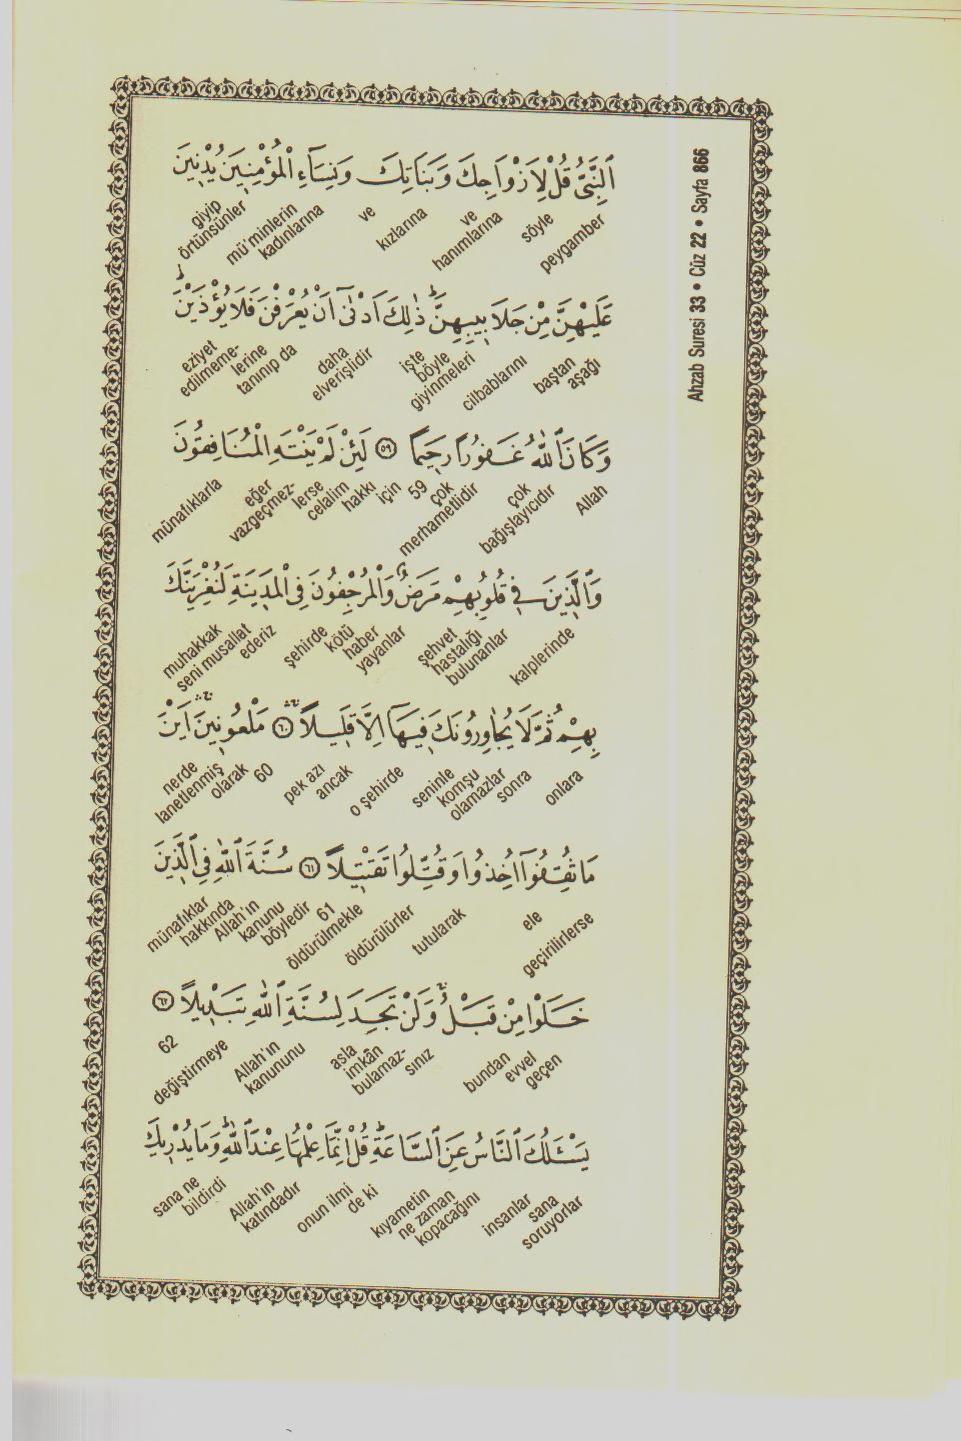 Ahzab Suresi 33 • Cüz 22 • Sayfa 866
اَلنَّبِىُّ قُلْ لِاَزْوَاجِكَ وَبَنَاتِكَ وَنِسَاءِ الْمُؤْمِنِينَ يُدْنِينَ
peygamber söyle hanımlarına ve kızlarına ve mü'minlerin kadınlarına giyip örtünsünler
عَلَيْهِنَّ مِنْ جَلَابِيبِهِنَّ ذٰلِكَ اَدْنٰى اَنْ يُعْرَفْنَ فَلَا يُؤْذَيْنَ
baştan aşağı cilbablarını işte böyle giyinmeleri daha elverişlidir tanınıp da eziyet edilmeme-lerine
وَكَانَ اللّٰهُ غَفُورًا رَحِيمًا ﴿٥٩﴾ لَئِنْ لَمْ يَنْتَهِ الْمُنَافِقُونَ
Allah çok bağışlayıcıdır çok merhametlidir 59 için celalim hakkı eğer vazgeçmez-lerse münafıklarla
وَالَّذِينَ فِى قُلُوبِهِمْ مَرَضٌ وَالْمُرْجِفُونَ فِى الْمَدِينَةِ لَنُغْرِيَنَّكَ
kalplerinde şehvet hastalığı bulunanlar kötü haber yayanlar şehirde muhakkak seni musallat ederiz
بِهِمْ ثُمَّ لَا يُجَاوِرُونَكَ فِيهَا اِلَّا قَلِيلًا ﴿٦٠﴾ مَلْعُونِينَ اَيْنَ
onlara sonra seninle komşu olamazlar o şehirde ancak pek azı 60 lanetlenmiş olarak nerde
مَا ثُقِفُوا اُخِذُوا وَقُتِّلُوا تَقْتِيلًا ﴿٦١﴾ سُنَّةَ اللّٰهِ فِى الَّذِينَ
ele geçirilirlerse tutularak öldürülürler öldürülmekle 61 Allah'ın kanunu böyledir münafıklar hakkında
خَلَوْا مِنْ قَبْلُ وَلَنْ تَجِدَ لِسُنَّةِ اللّٰهِ تَبْدِيلًا ﴿٦٢﴾
bundan evvel geçen asla imkân bulamaz-sınız Allah'ın kanununu değiştirmeye 62
يَسْئَلُكَ النَّاسُ عَنِ السَّاعَةِ قُلْ اِنَّمَا عِلْمُهَا عِنْدَ اللّٰهِ وَمَا يُدْرِيكَ
insanlar sana soruyorlar kıyametin ne zaman kopacağını de ki onun ilmi Allah'ın katındadır sana ne bildirdi